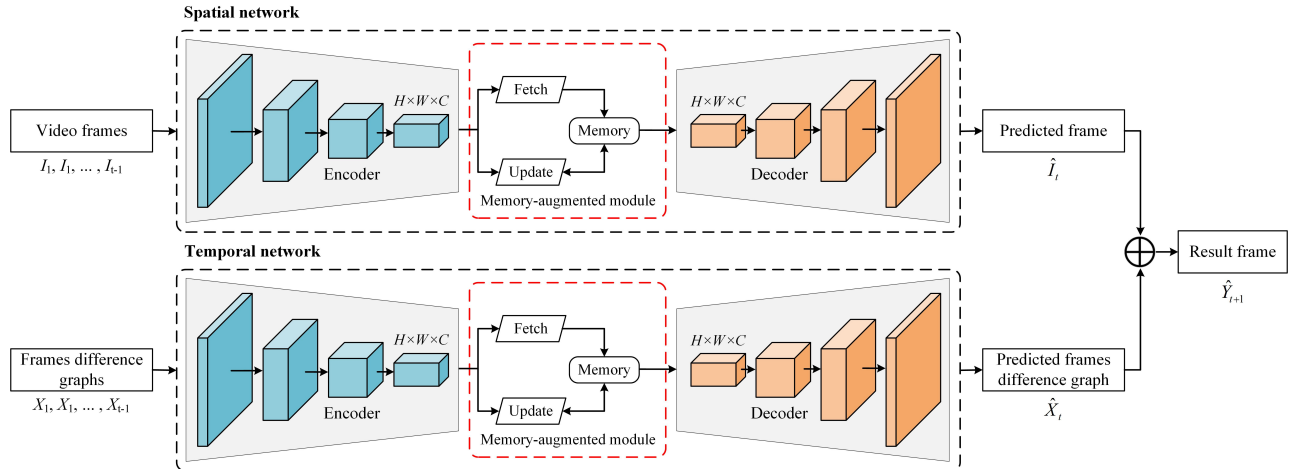 Spatial network
Video frames
I₁, I₁, ... , Iₜ₋₁
H×W×C
Encoder
Fetch
Memory
Update
Memory-augmented module
H×W×C
Decoder
Predicted frame
Îₜ
Temporal network
Frames difference
graphs
X₁, X₁, ... , Xₜ₋₁
H×W×C
Encoder
Fetch
Memory
Update
Memory-augmented module
H×W×C
Decoder
Predicted frames
difference graph
X̂ₜ
Result frame
Ŷₜ₊₁